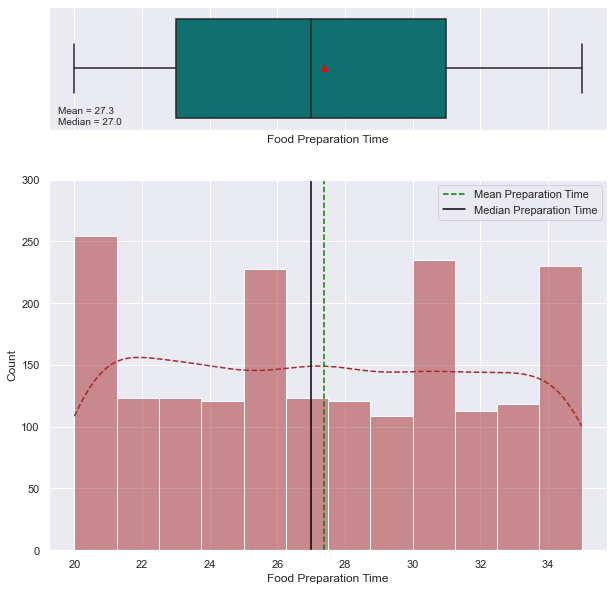 Mean = 27.3
Median = 27.0
Food Preparation Time
Mean Preparation Time
Median Preparation Time
300
250
200
150
100
50
0
Count
20 22 24 26 28 30 32 34
Food Preparation Time